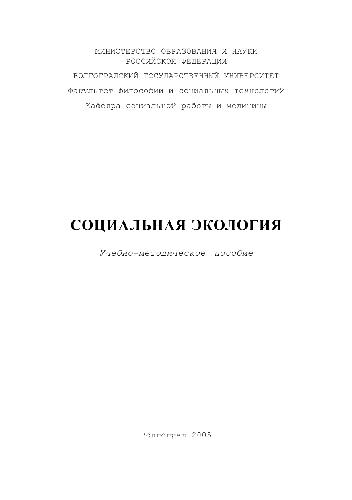 МИНИСТЕРСТВО ОБРАЗОВАНИЯ И НАУКИ
РОССИЙСКОЙ ФЕДЕРАЦИИ
ВОЛГОГРАДСКИЙ ГОСУДАРСТВЕННЫЙ УНИВЕРСИТЕТ
Факультет философии и социальных технологий
Кафедра социальной работы и медицины
СОЦИАЛЬНАЯ ЭКОЛОГИЯ
Учебно-методическое пособие
Волгоград